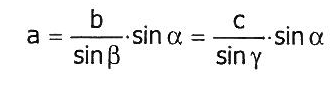 a = b/sin β · sin α = c/sin γ · sin α